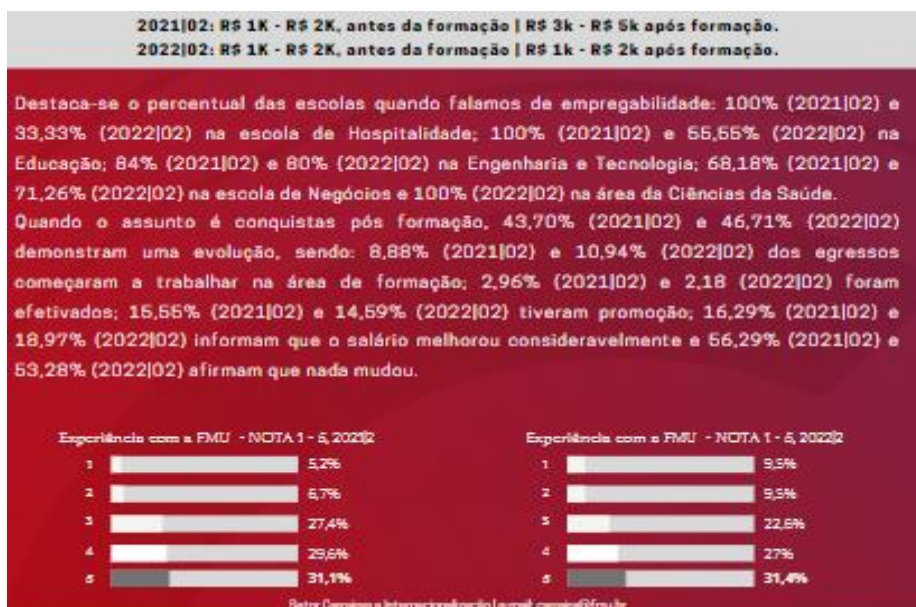 2021|02: R$ 1K - R$ 2K, antes da formação | R$ 3k - R$ 5k após formação.
2022|02: R$ 1K - R$ 2K, antes da formação | R$ 1k - R$ 2k após formação.
Destaca-se o percentual das escolas quando falamos de empregabilidade: 100% (2021|02) e
33,33% (2022|02) na escola de Hospitalidade; 100% (2021|02) e 55,55% (2022|02) na
Educação; 84% (2021|02) e 80% (2022|02) na Engenharia e Tecnologia; 68,18% (2021|02) e
71,26% (2022|02) na escola de Negócios e 100% (2022|02) na área da Ciências da Saúde.
Quando o assunto é conquistas pós formação, 43,70% (2021|02) e 46,71% (2022|02)
demonstram uma evolução, sendo: 8,88% (2021|02) e 10,94% (2022|02) dos egressos
começaram a trabalhar na área de formação; 2,96% (2021|02) e 2,18 (2022|02) foram
efetivados; 15,55% (2021|02) e 14,59% (2022|02) tiveram promoção; 16,29% (2021|02) e
18,97% (2022|02) informam que o salário melhorou consideravelmente e 56,29% (2021|02) e
53,28% (2022|02) afirmam que nada mudou.
Experiência com a FMU - NOTA 1 - 5, 2021|2
1 5,2%
2 6,7%
3 27,4%
4 29,6%
5 31,1%
Experiência com a FMU - NOTA 1 - 5, 2022|2
1 9,5%
2 9,5%
3 22,6%
4 27%
5 31,4%
Setor Carreiras e Internacionalização | e-mail: carreira@fmu.br